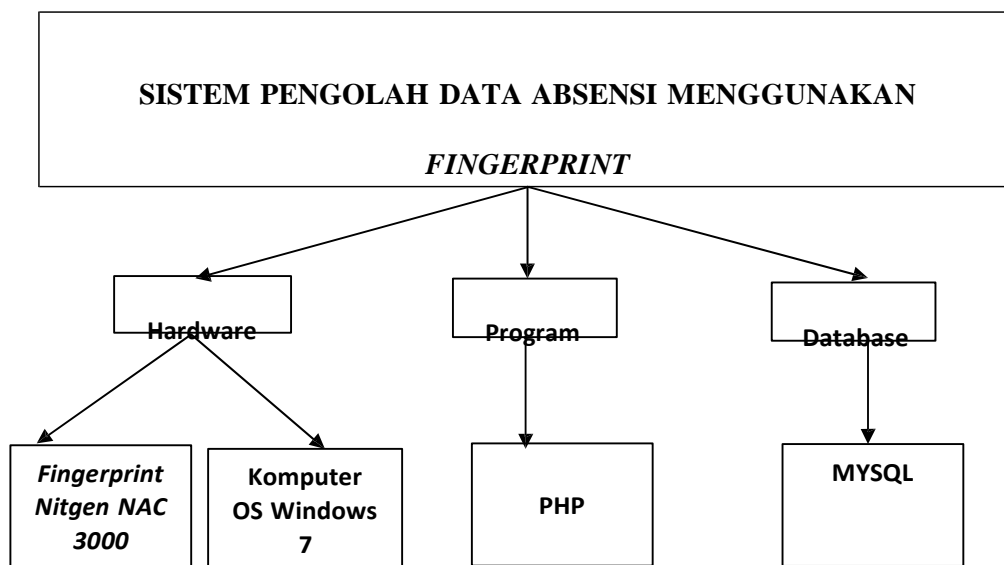 SISTEM PENGOLAH DATA ABSENSI MENGGUNAKAN
FINGERPRINT
Hardware
Program
Database
Fingerprint
Nitgen NAC
3000
Komputer
OS Windows
7
PHP
MYSQL